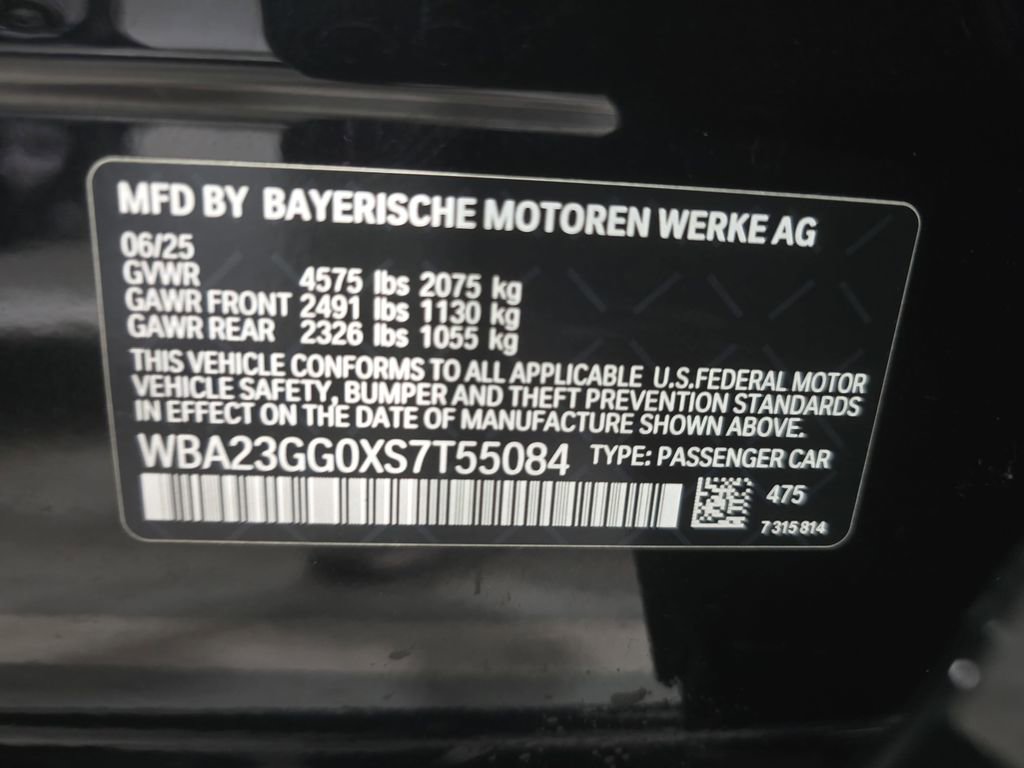 MFD BY BAYERISCHE MOTOREN WERKE AG
06/25
GVWR 4575 lbs 2075 kg
GAWR FRONT 2491 lbs 1130 kg
GAWR REAR 2326 lbs 1055 kg
THIS VEHICLE CONFORMS TO ALL APPLICABLE U.S.FEDERAL MOTOR
VEHICLE SAFETY, BUMPER AND THEFT PREVENTION STANDARDS
IN EFFECT ON THE DATE OF MANUFACTURE SHOWN ABOVE.
WBA23GG0XS7T55084 TYPE: PASSENGER CAR
475
7 315 814